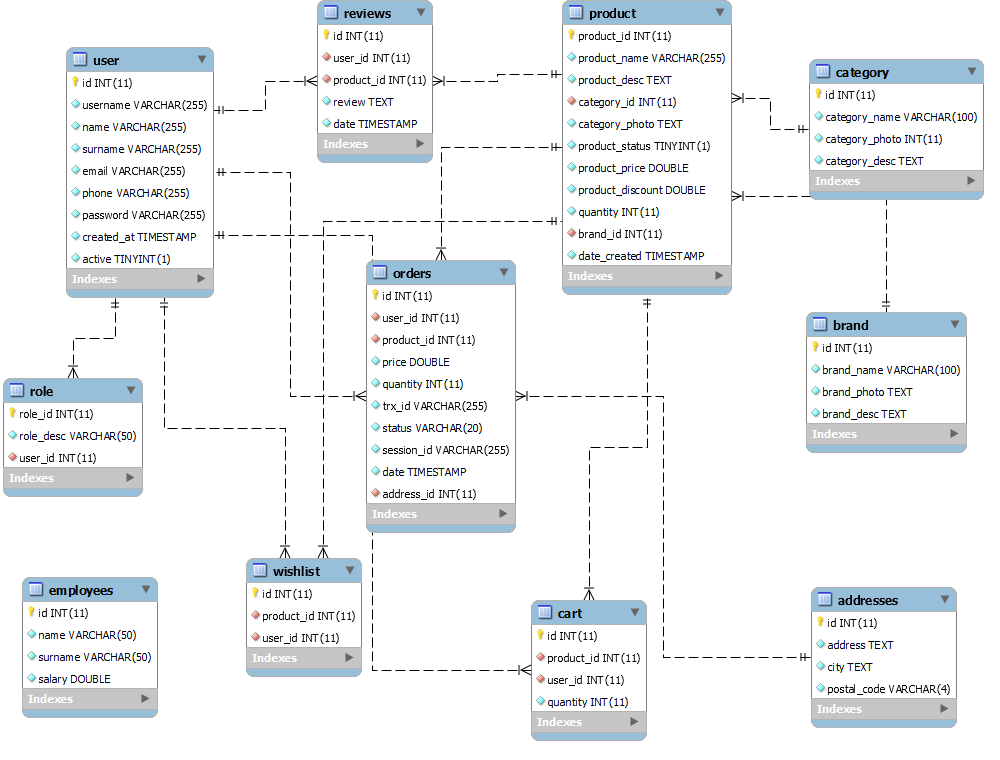 reviews
id INT(11)
user_id INT(11)
product_id INT(11)
review TEXT
date TIMESTAMP
Indexes
product
product_id INT(11)
product_name VARCHAR(255)
product_desc TEXT
category_id INT(11)
category_photo TEXT
product_status TINYINT(1)
product_price DOUBLE
product_discount DOUBLE
quantity INT(11)
brand_id INT(11)
date_created TIMESTAMP
Indexes
user
id INT(11)
username VARCHAR(255)
name VARCHAR(255)
surname VARCHAR(255)
email VARCHAR(255)
phone VARCHAR(255)
password VARCHAR(255)
created_at TIMESTAMP
active TINYINT(1)
Indexes
category
id INT(11)
category_name VARCHAR(100)
category_photo INT(11)
category_desc TEXT
Indexes
orders
id INT(11)
user_id INT(11)
product_id INT(11)
price DOUBLE
quantity INT(11)
trx_id VARCHAR(255)
status VARCHAR(20)
session_id VARCHAR(255)
date TIMESTAMP
address_id INT(11)
Indexes
brand
id INT(11)
brand_name VARCHAR(100)
brand_photo TEXT
brand_desc TEXT
Indexes
role
role_id INT(11)
role_desc VARCHAR(50)
user_id INT(11)
Indexes
wishlist
id INT(11)
product_id INT(11)
user_id INT(11)
Indexes
employees
id INT(11)
name VARCHAR(50)
surname VARCHAR(50)
salary DOUBLE
Indexes
cart
id INT(11)
product_id INT(11)
user_id INT(11)
quantity INT(11)
Indexes
addresses
id INT(11)
address TEXT
city TEXT
postal_code VARCHAR(4)
Indexes